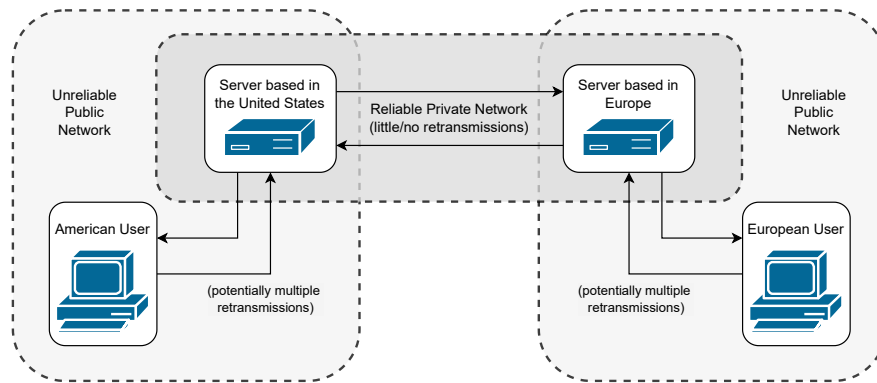 Unreliable
Public
Network
Server based in
the United States
Reliable Private Network
(little/no retransmissions)
Server based in
Europe
Unreliable
Public
Network
American User
(potentially multiple
retransmissions)
(potentially multiple
retransmissions)
European User